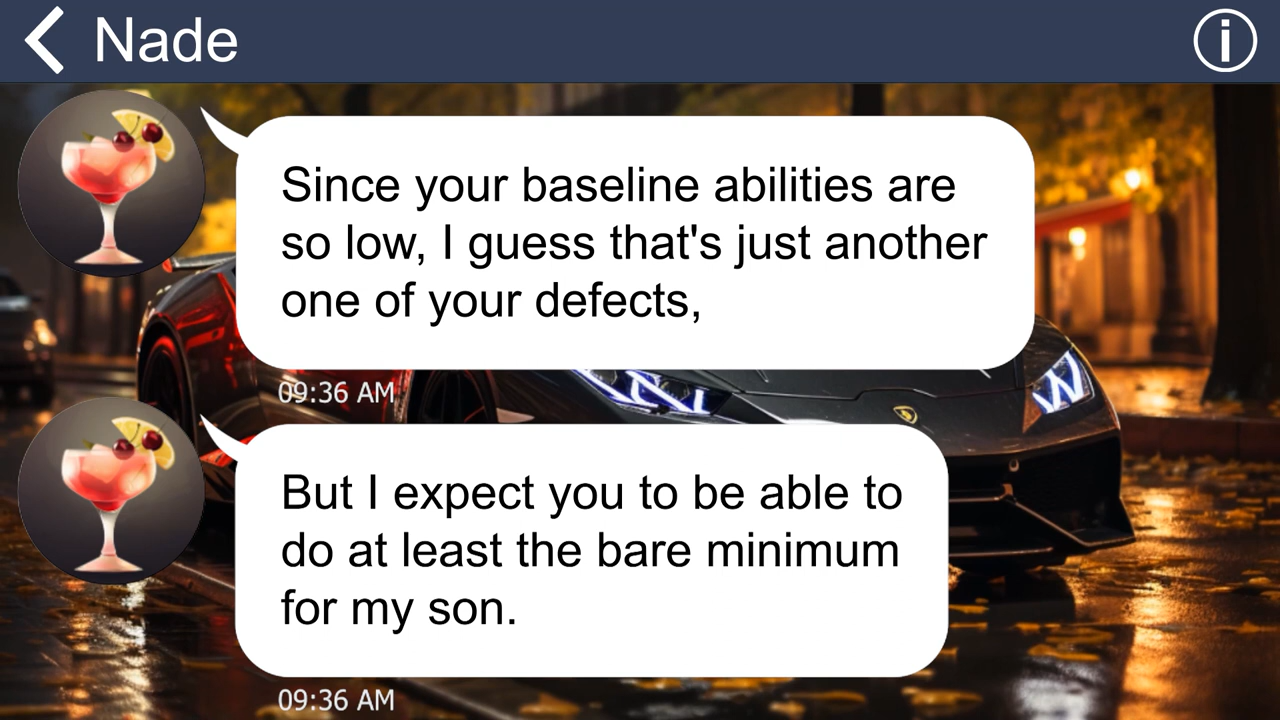 Nade
Since your baseline abilities are
so low, I guess that's just another
one of your defects,
09:36 AM
But I expect you to be able to
do at least the bare minimum
for my son.
09:36 AM